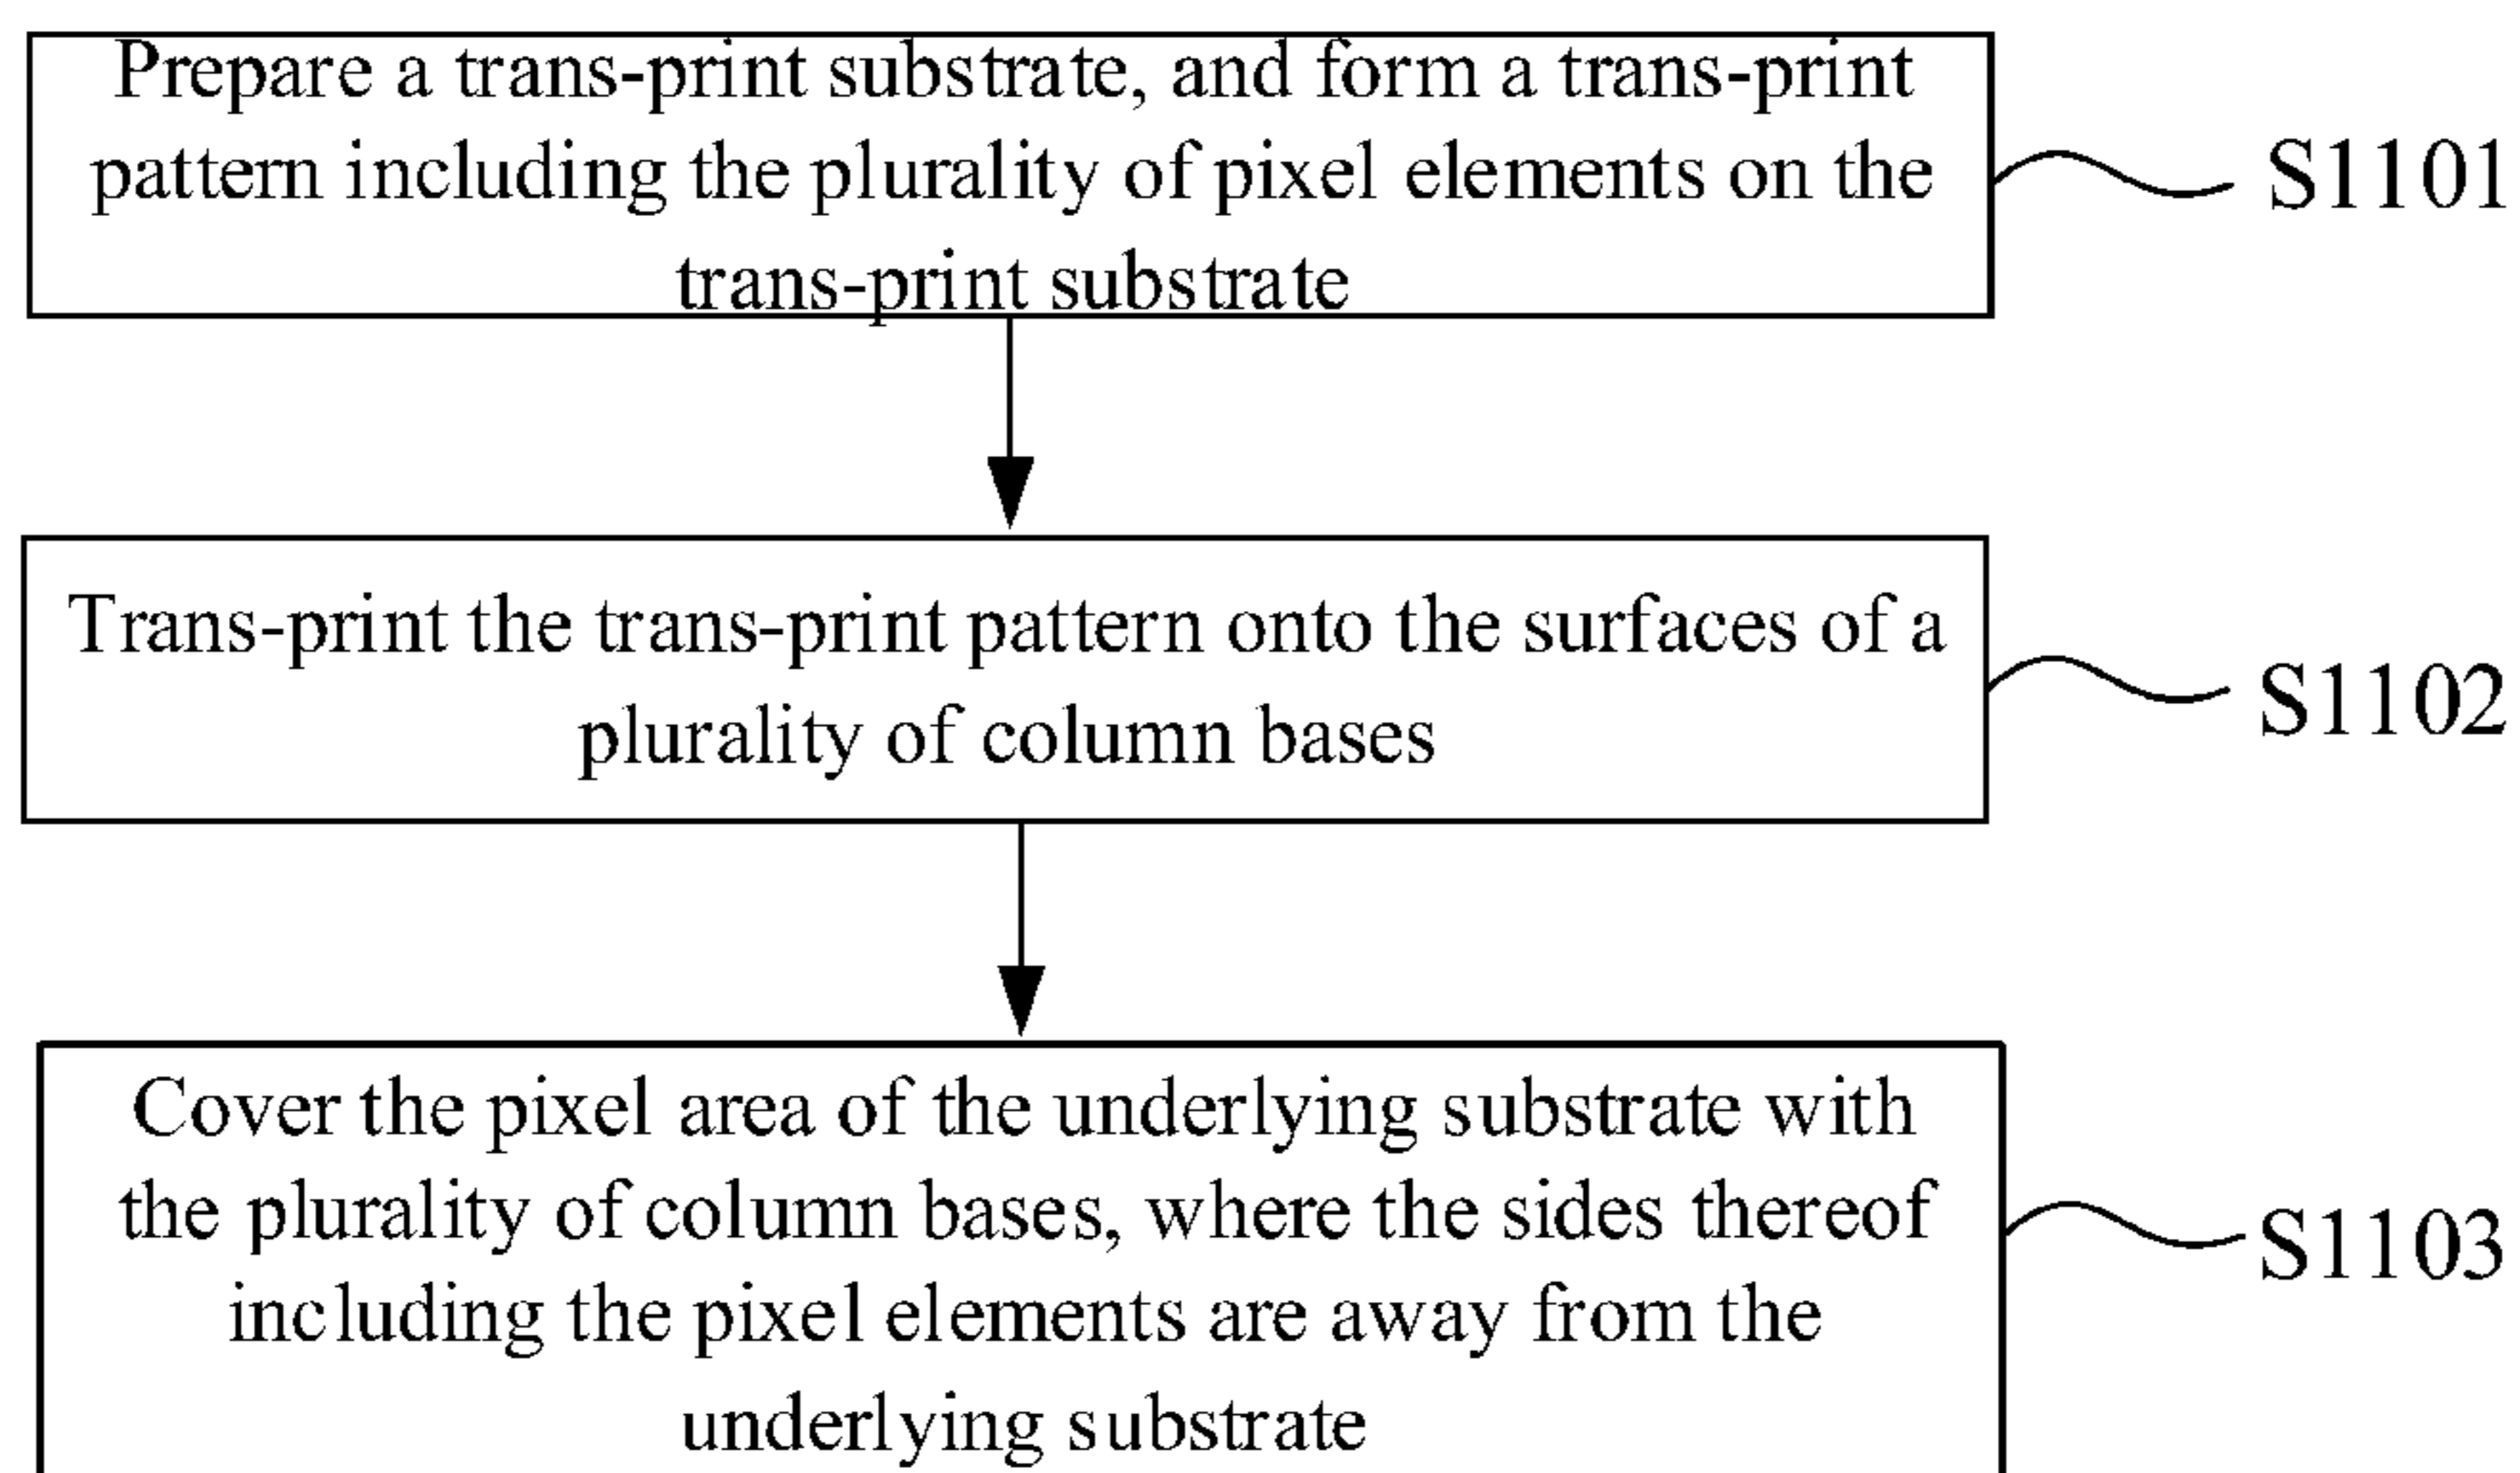 Prepare a trans-print substrate, and form a trans-print
pattern including the plurality of pixel elements on the
trans-print substrate
S1101
Trans-print the trans-print pattern onto the surfaces of a
plurality of column bases
S1102
Cover the pixel area of the underlying substrate with
the plurality of column bases, where the sides thereof
including the pixel elements are away from the
underlying substrate
S1103